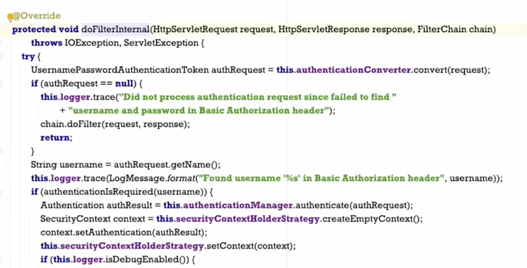 @Override
protected void doFilterInternal(HttpServletRequest request, HttpServletResponse response, FilterChain chain)
throws IOException, ServletException {
try {
UsernamePasswordAuthenticationToken authRequest = this.authenticationConverter.convert(request);
if (authRequest == null) {
this.logger.trace("Did not process authentication request since failed to find "
+ "username and password in Basic Authorization header");
chain.doFilter(request, response);
return;
}
String username = authRequest.getName();
this.logger.trace(LogMessage.format("Found username '%s' in Basic Authorization header", username));
if (authenticationIsRequired(username)) {
Authentication authResult = this.authenticationManager.authenticate(authRequest);
SecurityContext context = this.securityContextHolderStrategy.createEmptyContext();
context.setAuthentication(authResult);
this.securityContextHolderStrategy.setContext(context);
if (this.logger.isDebugEnabled()) {